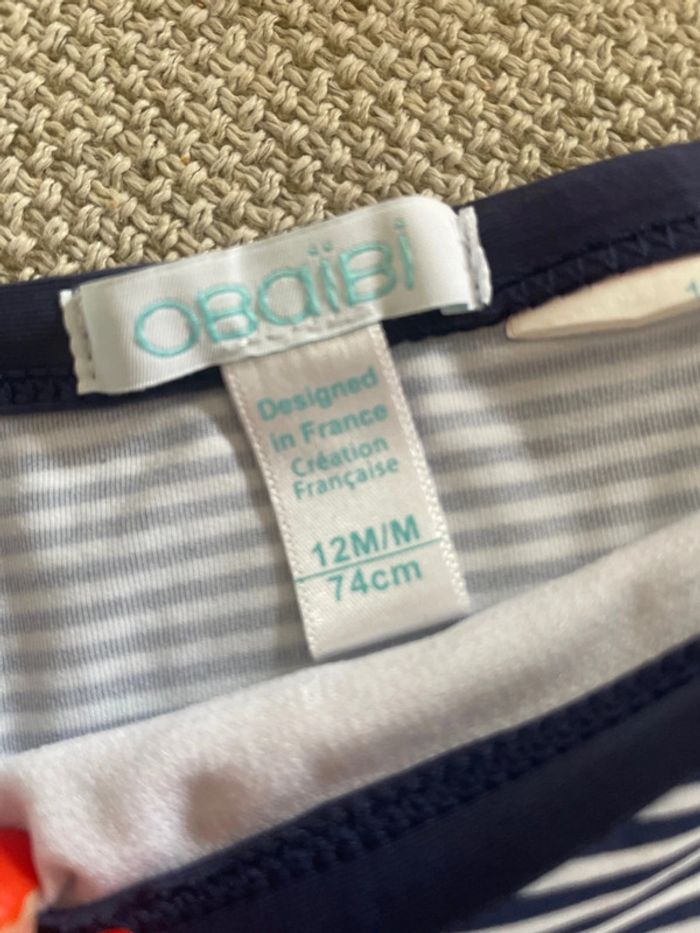 OBaïBi
Designed
in France
Création
Française
12M/M
74cm